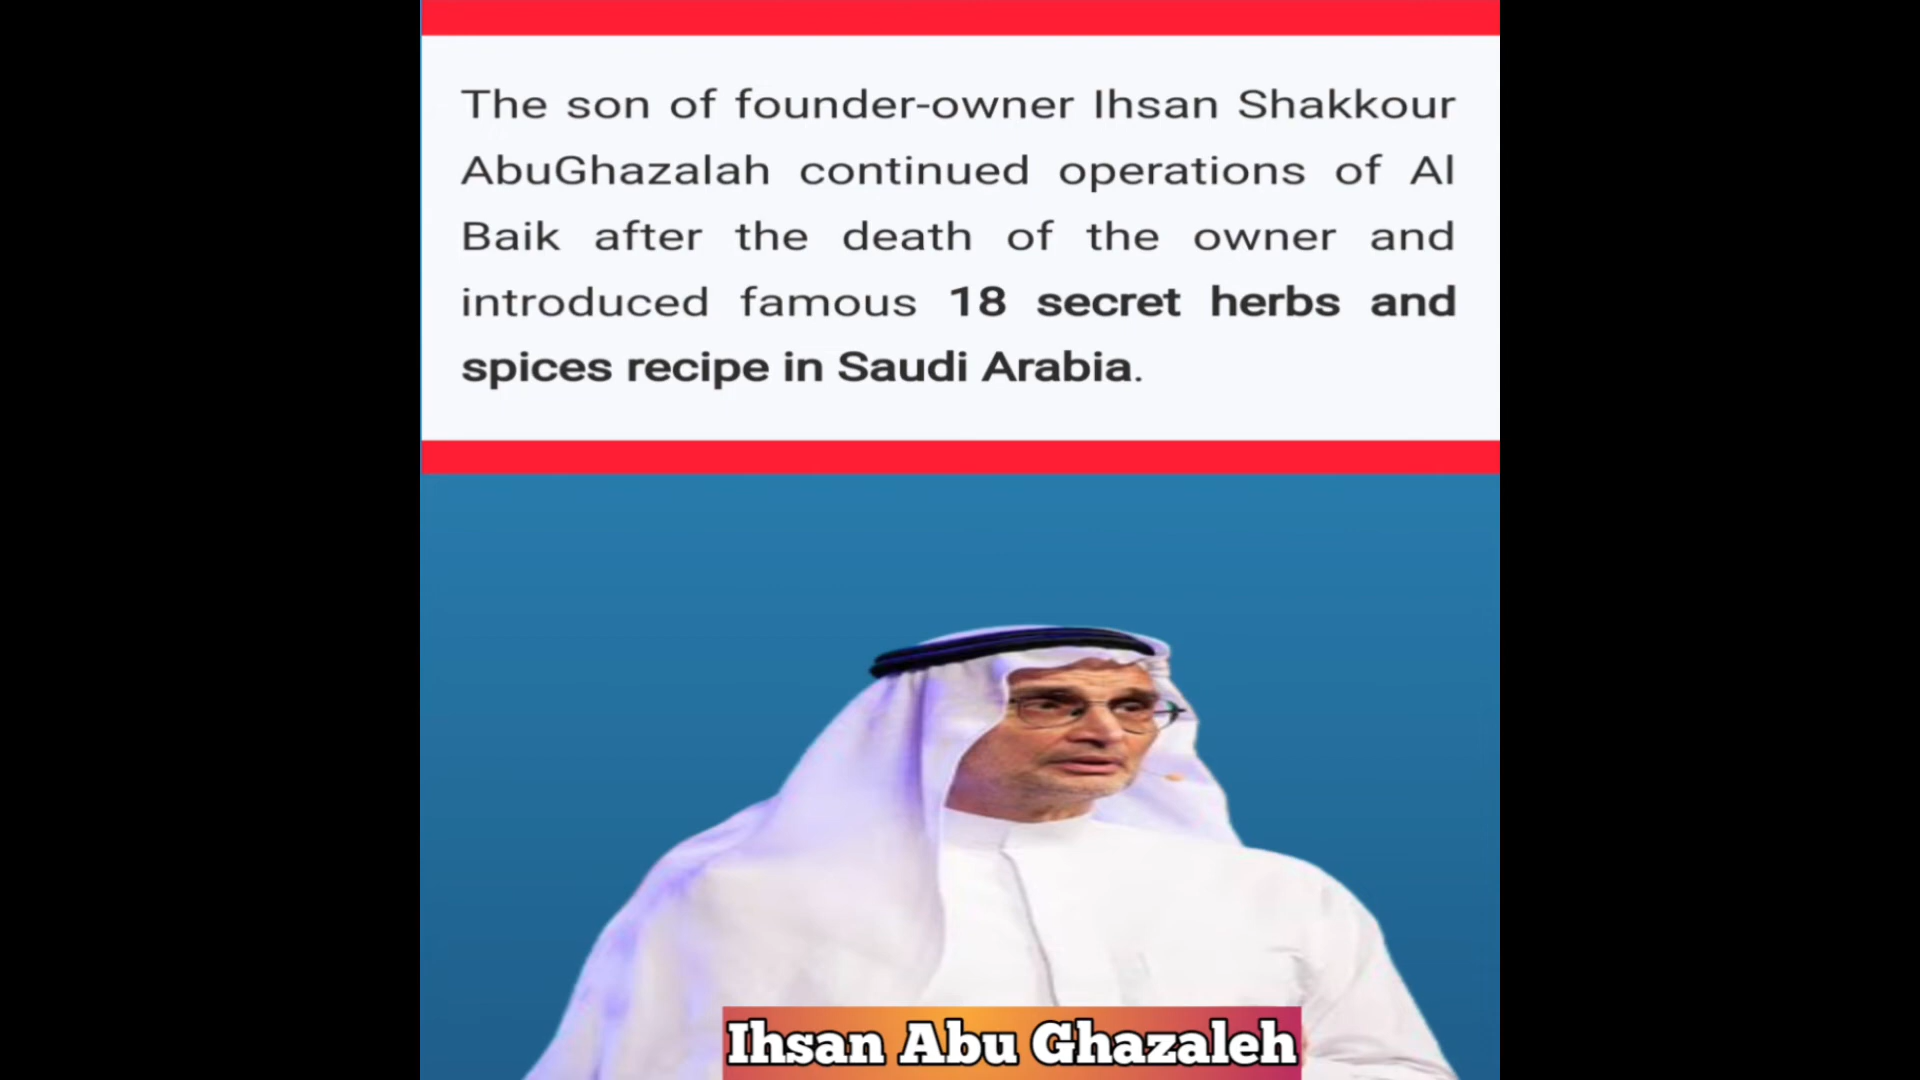 The son of founder-owner Ihsan Shakkour
AbuGhazalah continued operations of Al
Baik after the death of the owner and
introduced famous 18 secret herbs and
spices recipe in Saudi Arabia.
Ihsan Abu Ghazaleh